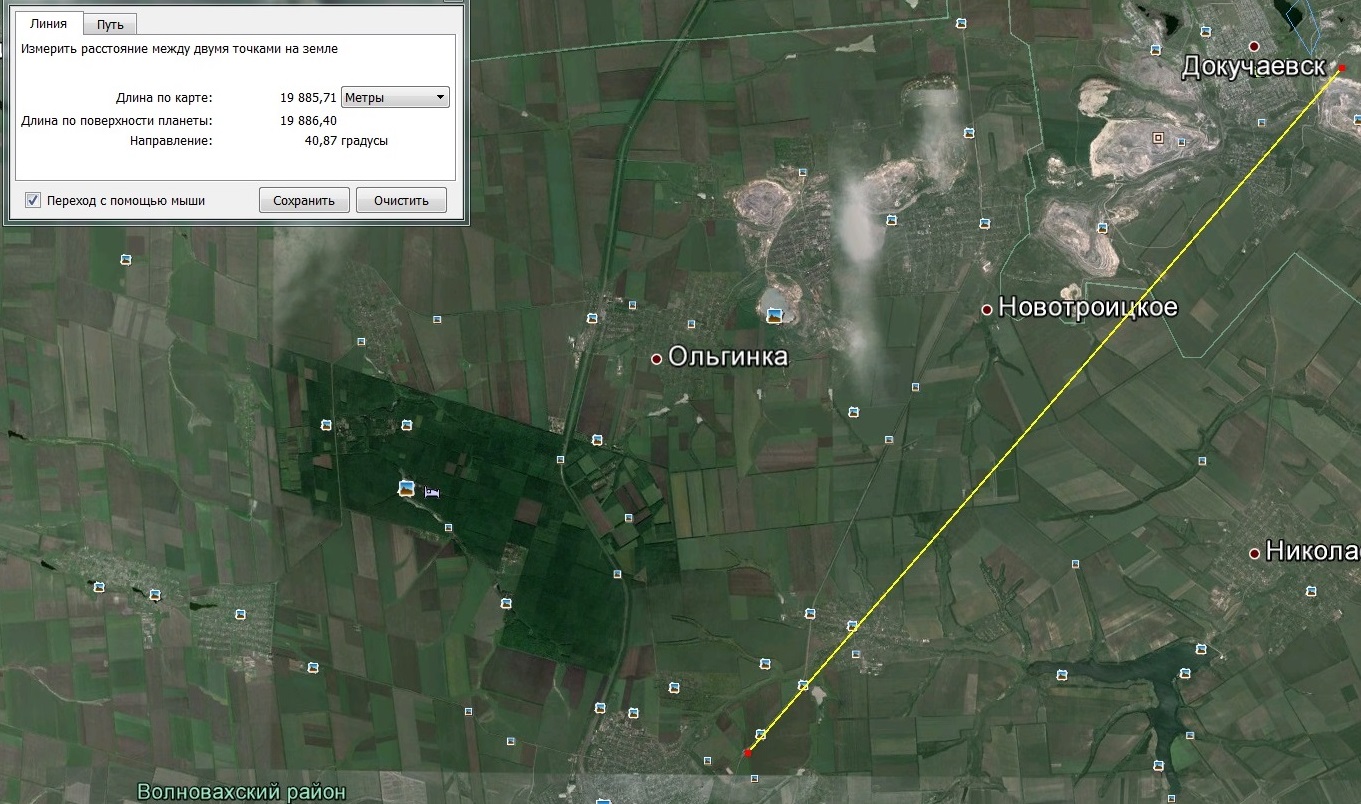 Линия Путь
Измерить расстояние между двумя точками на земле
Длина по карте: 19 885,71 Метры
Длина по поверхности планеты: 19 886,40
Направление: 40,87 градусы
Переход с помощью мыши Сохранить Очистить
Докучаевск
Новотроицкое
Ольгинка
Волновахский район